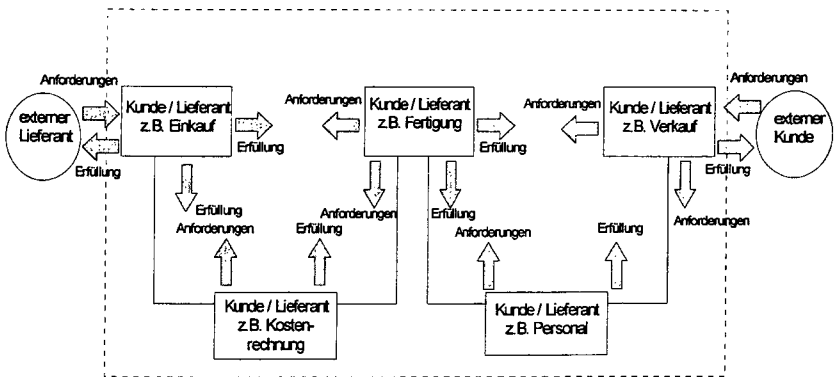 Anforderungen
externer
Lieferant
Erfüllung
Kunde / Lieferant
z.B. Einkauf
Erfüllung
Anforderungen
Kunde / Lieferant
z.B. Fertigung
Erfüllung
Anforderungen
Kunde / Lieferant
z.B. Verkauf
Anforderungen
externer
Kunde
Erfüllung
Erfüllung
Anforderungen
Erfüllung
Anforderungen
Erfüllung
Anforderungen
Erfüllung
Anforderungen
Kunde / Lieferant
z.B. Kosten-
rechnung
Kunde / Lieferant
z.B. Personal